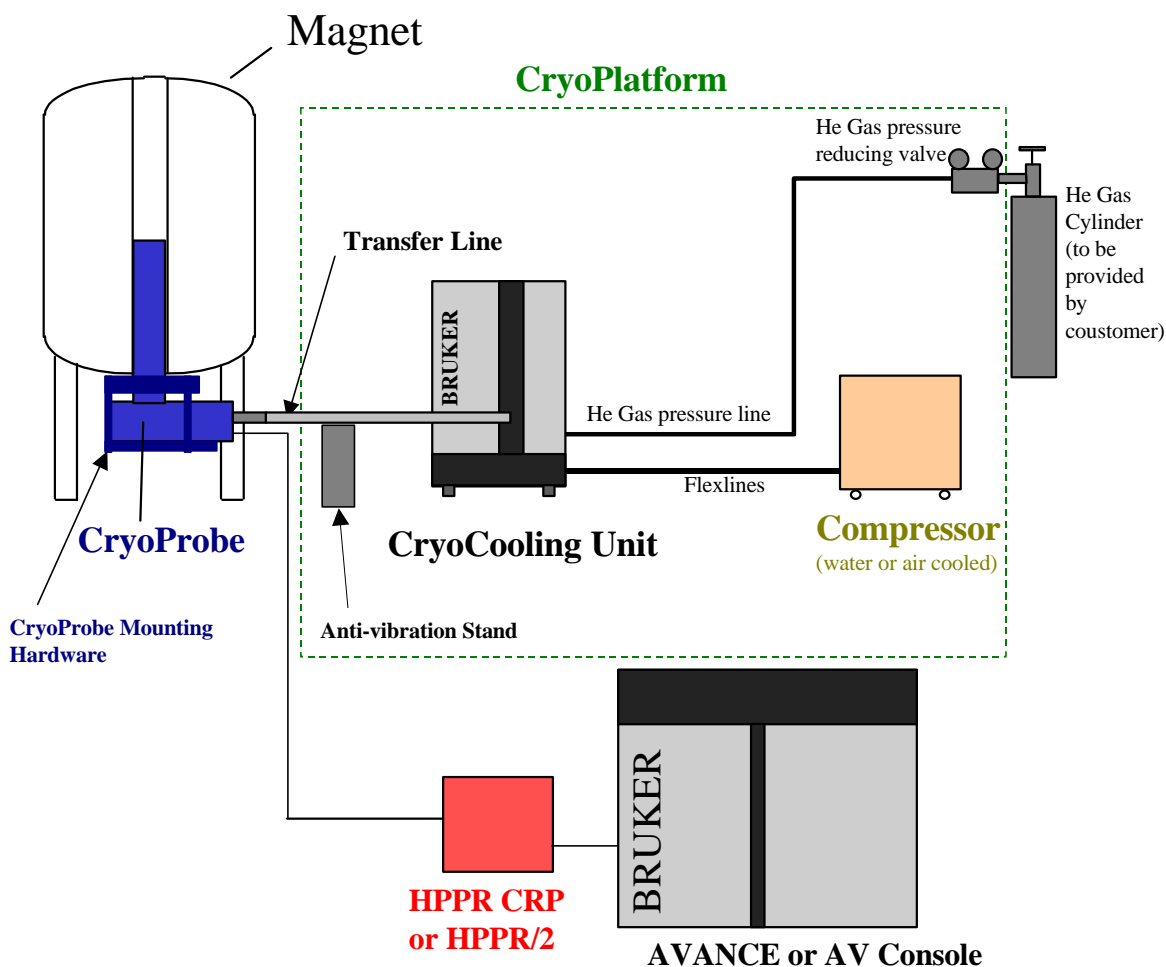 Magnet
CryoPlatform
He Gas pressure
reducing valve
He Gas
Cylinder
(to be
provided
by
coustomer)
Transfer Line
BRUKER
He Gas pressure line
Flexlines
CryoProbe
CryoCooling Unit
Compressor
(water or air cooled)
CryoProbe Mounting
Hardware
Anti-vibration Stand
BRUKER
HPPR CRP
or HPPR/2
AVANCE or AV Console